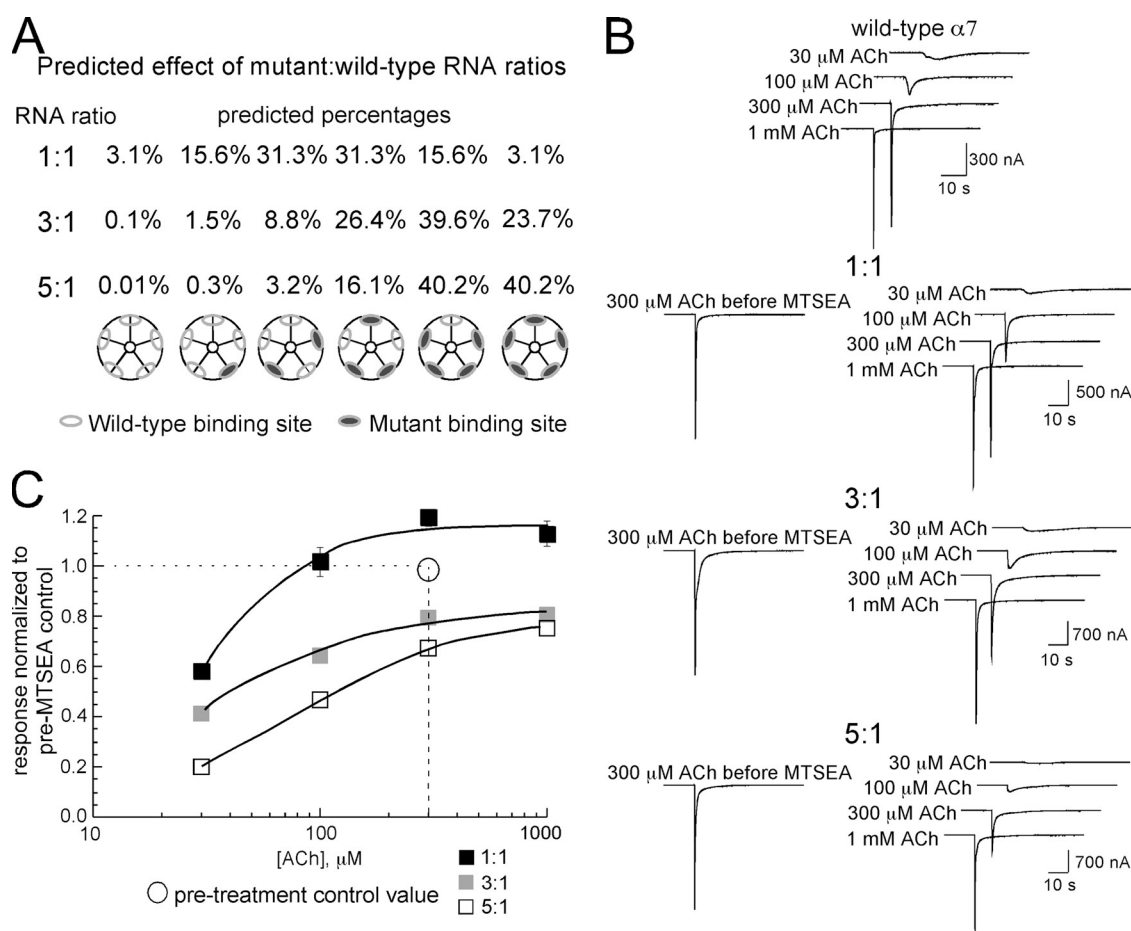 A
Predicted effect of mutant:wild-type RNA ratios
RNA ratio predicted percentages
1:1 3.1% 15.6% 31.3% 31.3% 15.6% 3.1%
3:1 0.1% 1.5% 8.8% 26.4% 39.6% 23.7%
5:1 0.01% 0.3% 3.2% 16.1% 40.2% 40.2%
Wild-type binding site Mutant binding site
B
wild-type α7
30 μM ACh
100 μM ACh
300 μM ACh
1 mM ACh
300 nA
10 s
1:1
300 μM ACh before MTSEA
30 μM ACh
100 μM ACh
300 μM ACh
1 mM ACh
500 nA
10 s
3:1
300 μM ACh before MTSEA
30 μM ACh
100 μM ACh
300 μM ACh
1 mM ACh
700 nA
10 s
5:1
300 μM ACh before MTSEA
30 μM ACh
100 μM ACh
300 μM ACh
1 mM ACh
700 nA
10 s
C
response normalized to
pre-MTSEA control
1.2
1.0
0.8
0.6
0.4
0.2
0.0
10 100 1000
[ACh], μM
pre-treatment control value
1:1
3:1
5:1